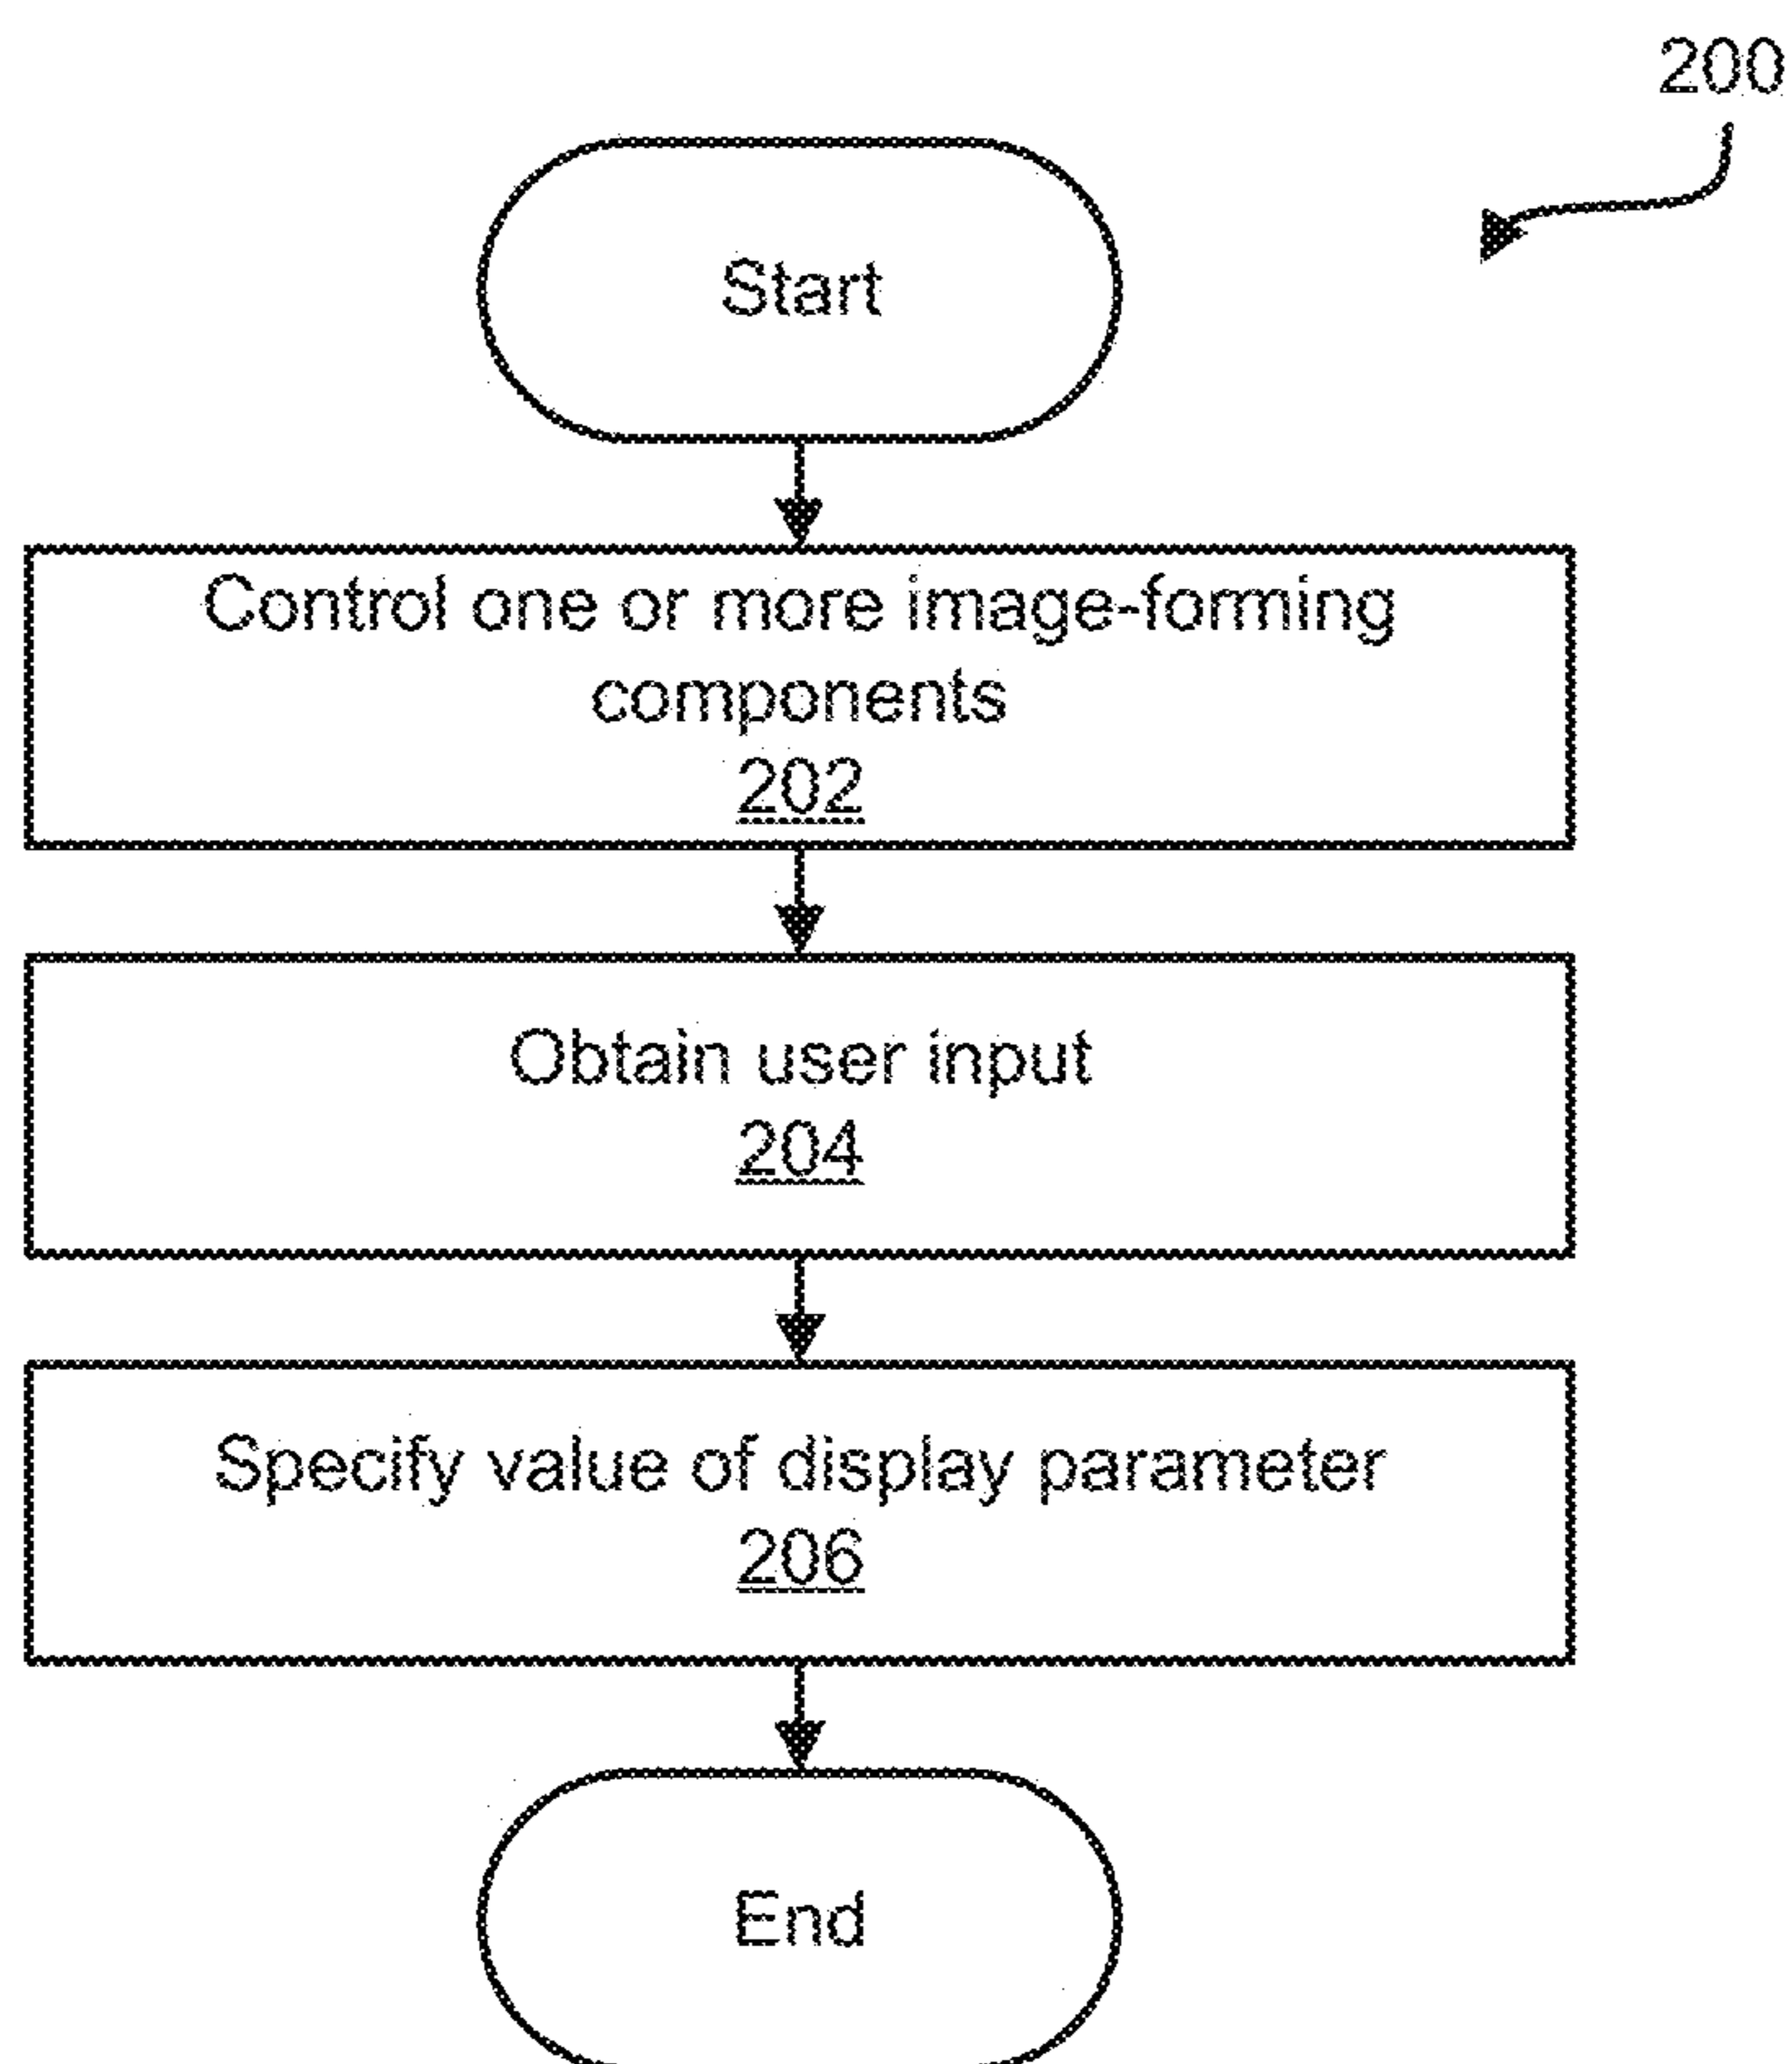 200
Start
Control one or more image-forming
components
202
Obtain user input
204
Specify value of display parameter
206
End